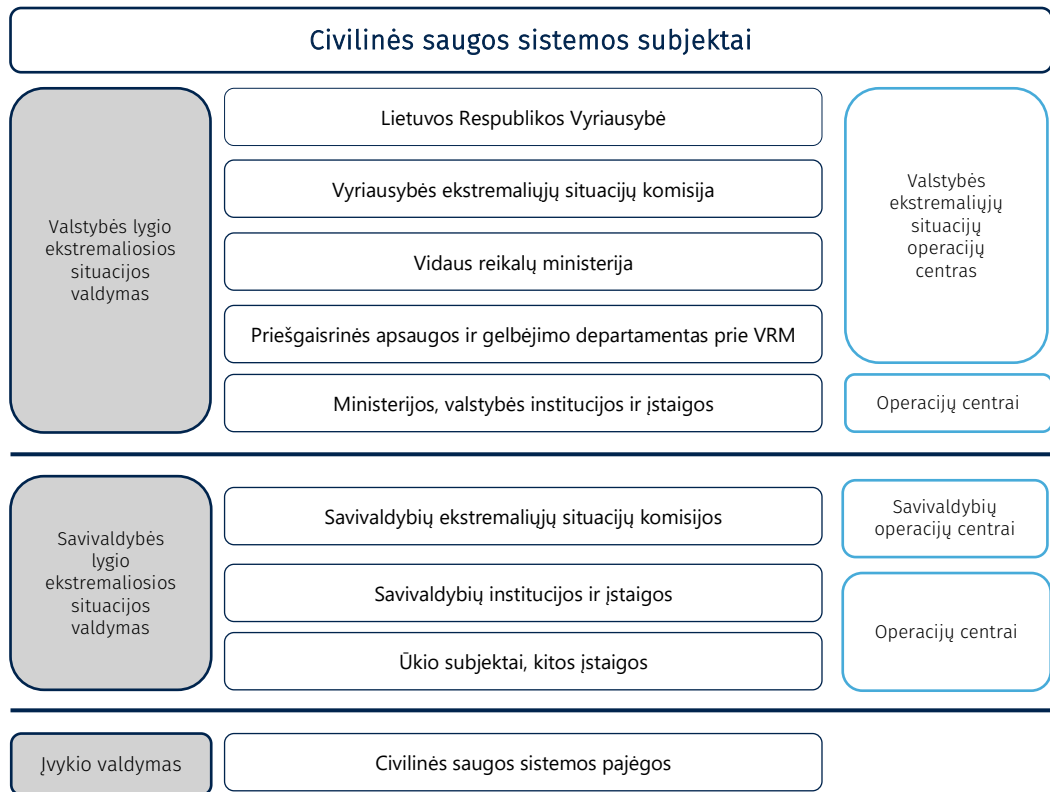 Civilinės saugos sistemos subjektai
Valstybės lygio
ekstremaliosios
situacijos
valdymas
Lietuvos Respublikos Vyriausybė
Vyriausybės ekstremaliųjų situacijų komisija
Vidaus reikalų ministerija
Priešgaisrinės apsaugos ir gelbėjimo departamentas prie VRM
Ministerijos, valstybės institucijos ir įstaigos
Valstybės
ekstremaliųjų
situacijų
operacijų
centras
Operacijų centrai
Savivaldybės
lygio
ekstremaliosios
situacijos
valdymas
Savivaldybių ekstremaliųjų situacijų komisijos
Savivaldybių institucijos ir įstaigos
Ūkio subjektai, kitos įstaigos
Savivaldybių
operacijų centrai
Operacijų centrai
Įvykio valdymas
Civilinės saugos sistemos pajėgos